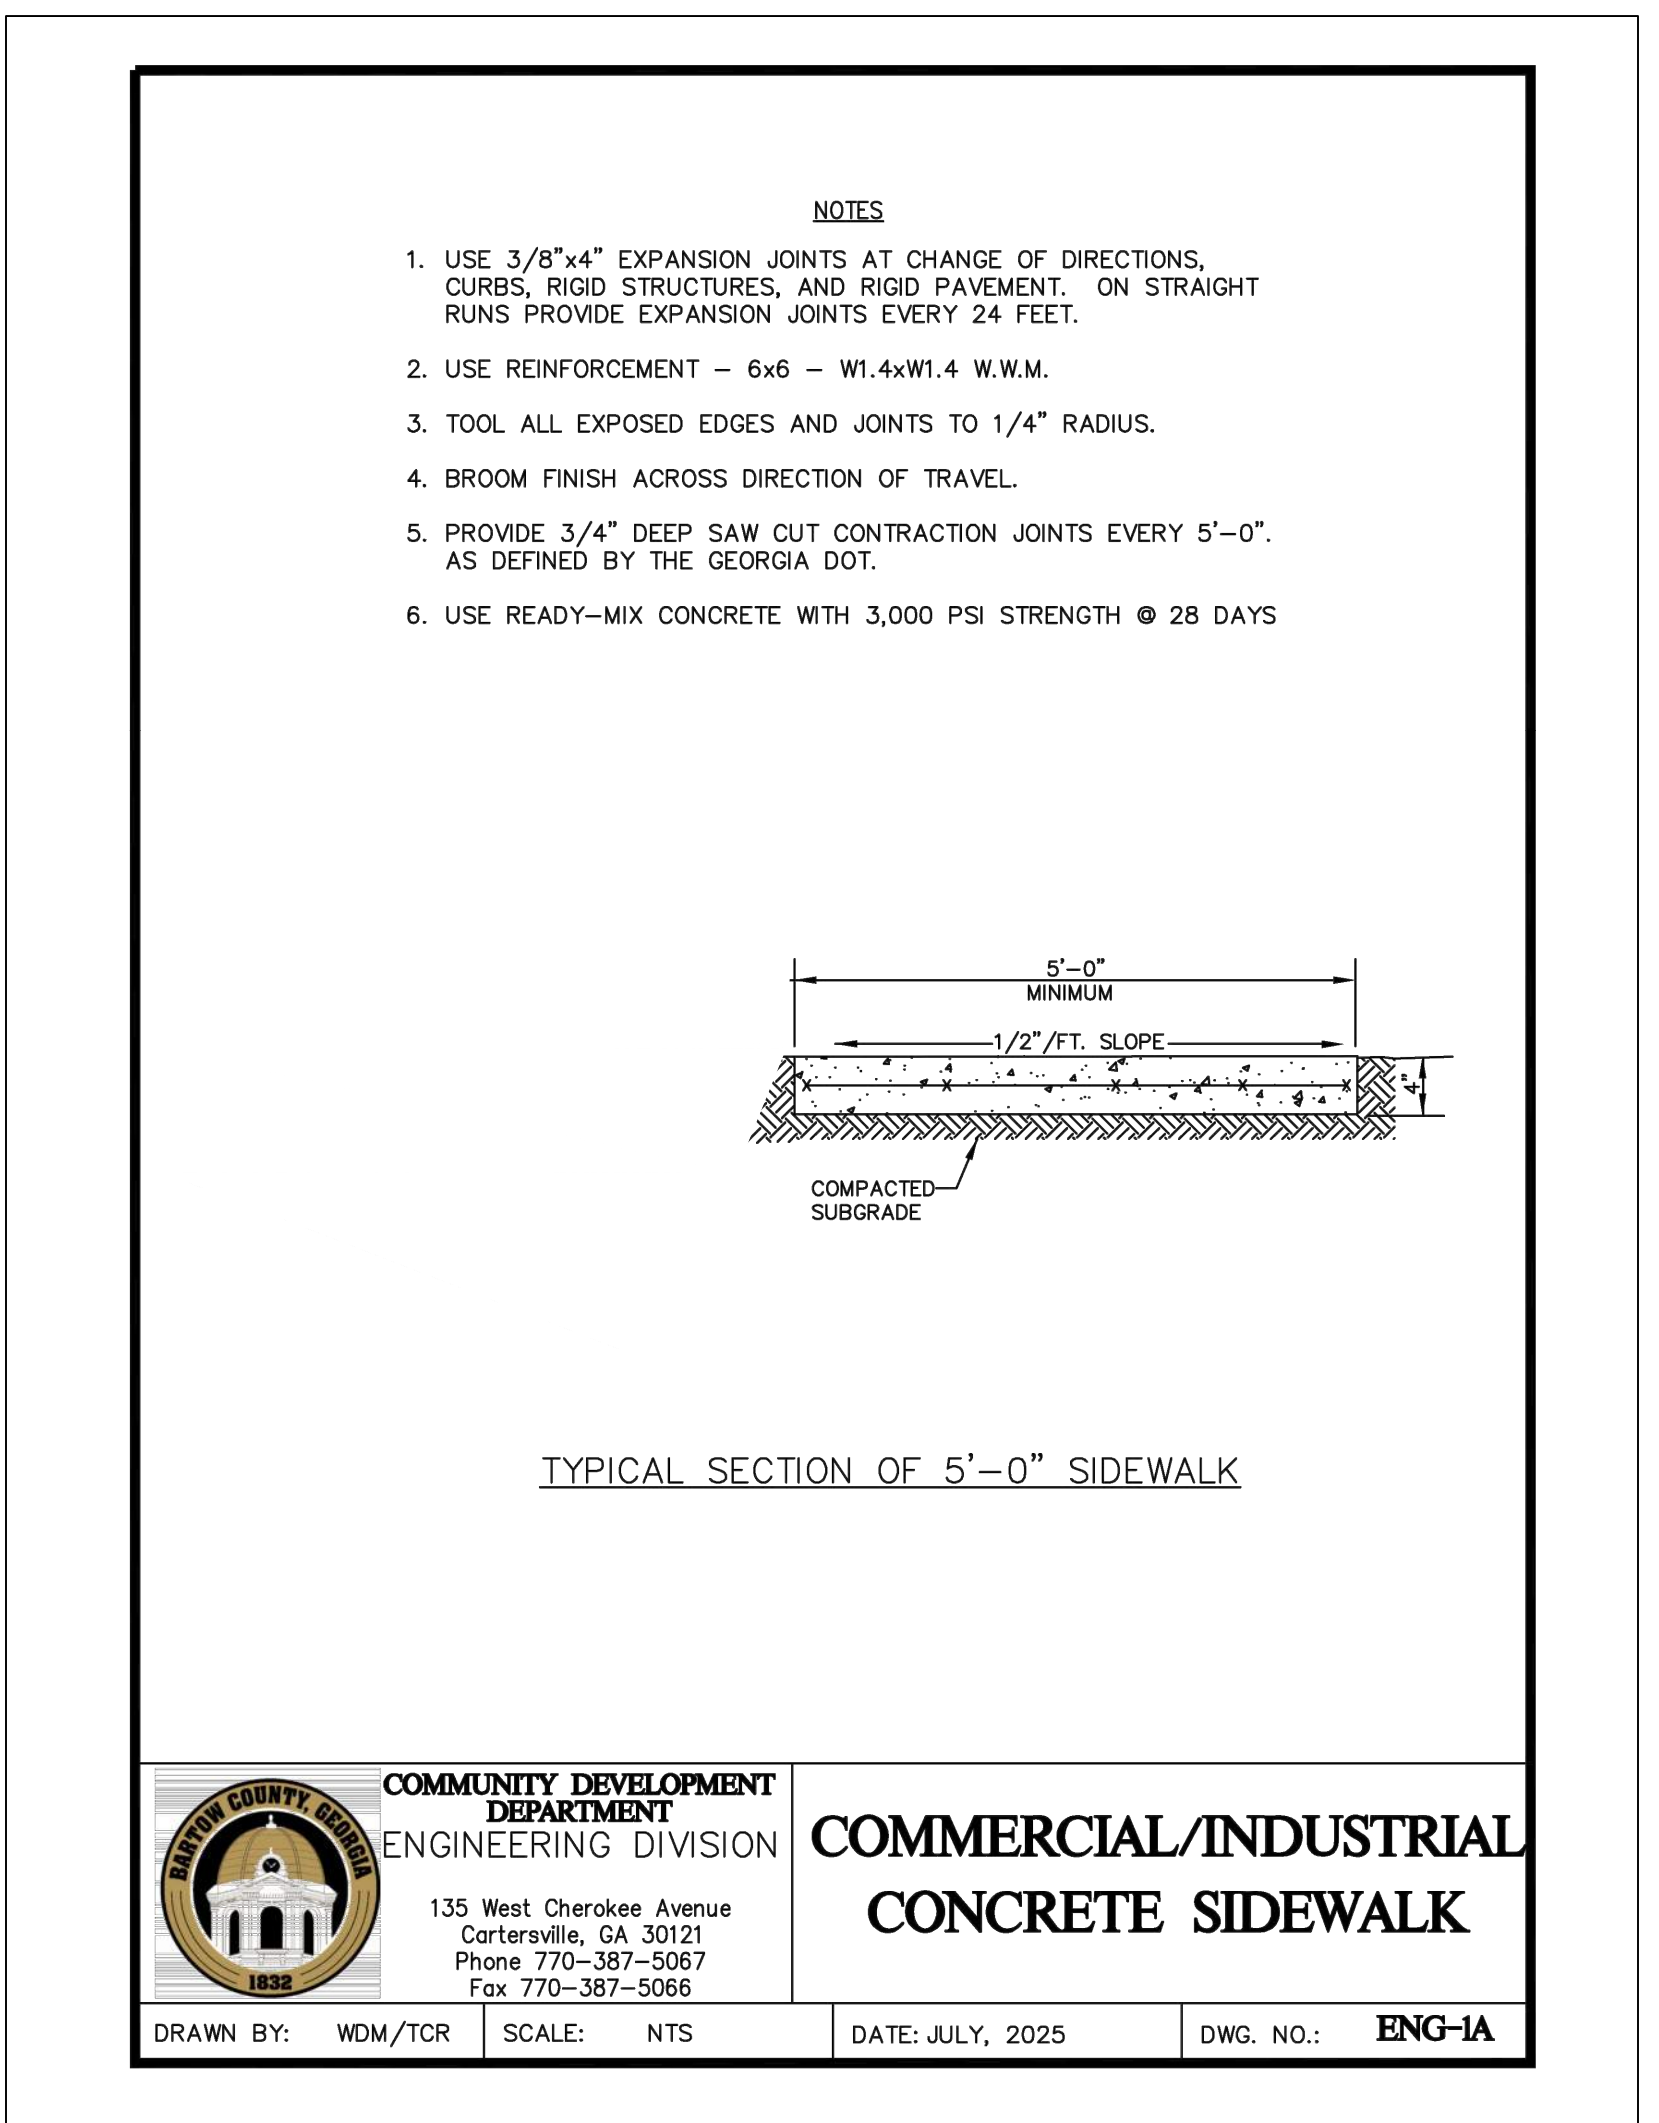 NOTES
1. USE 3/8”x4” EXPANSION JOINTS AT CHANGE OF DIRECTIONS,
CURBS, RIGID STRUCTURES, AND RIGID PAVEMENT. ON STRAIGHT
RUNS PROVIDE EXPANSION JOINTS EVERY 24 FEET.
2. USE REINFORCEMENT – 6x6 – W1.4xW1.4 W.W.M.
3. TOOL ALL EXPOSED EDGES AND JOINTS TO 1/4” RADIUS.
4. BROOM FINISH ACROSS DIRECTION OF TRAVEL.
5. PROVIDE 3/4” DEEP SAW CUT CONTRACTION JOINTS EVERY 5’–0”.
AS DEFINED BY THE GEORGIA DOT.
6. USE READY–MIX CONCRETE WITH 3,000 PSI STRENGTH @ 28 DAYS
5’–0”
MINIMUM
1/2”/FT. SLOPE
4”
COMPACTED
SUBGRADE
TYPICAL SECTION OF 5’–0” SIDEWALK
BARTOW COUNTY, GEORGIA
1832
COMMUNITY DEVELOPMENT
DEPARTMENT
ENGINEERING DIVISION
135 West Cherokee Avenue
Cartersville, GA 30121
Phone 770–387–5067
Fax 770–387–5066
COMMERCIAL/INDUSTRIAL
CONCRETE SIDEWALK
DRAWN BY: WDM/TCR
SCALE: NTS
DATE: JULY, 2025
DWG. NO.: ENG–1A